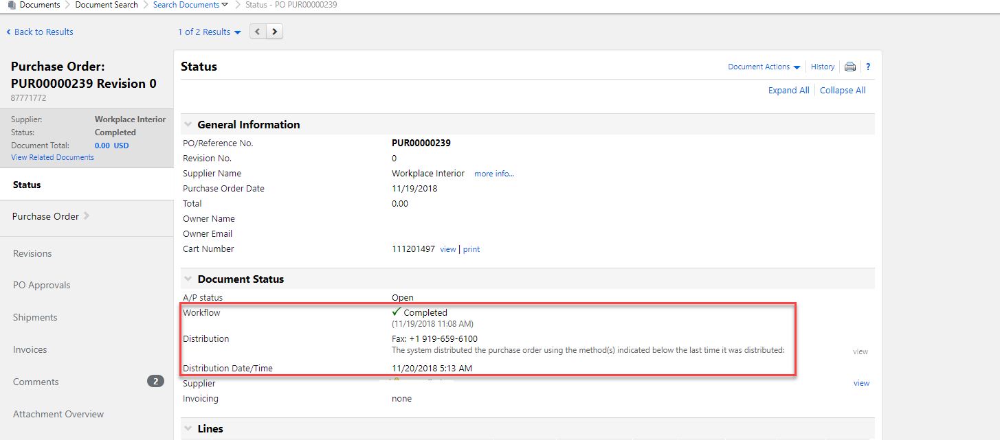 Documents Document Search Search Documents Status - PO PUR00000239
Back to Results
1 of 2 Results
Purchase Order:
PUR00000239 Revision 0
87771772
Supplier: Workplace Interior
Status: Completed
Document Total: 0.00 USD
View Related Documents
Status
Purchase Order
Revisions
PO Approvals
Shipments
Invoices
Comments 2
Attachment Overview
Status
Document Actions History ?
Expand All Collapse All
General Information
PO/Reference No. PUR00000239
Revision No. 0
Supplier Name Workplace Interior more info...
Purchase Order Date 11/19/2018
Total 0.00
Owner Name
Owner Email
Cart Number 111201497 view | print
Document Status
A/P status Open
Workflow Completed
(11/19/2018 11:08 AM)
Distribution Fax: +1 919-659-6100
The system distributed the purchase order using the method(s) indicated below the last time it was distributed: view
Distribution Date/Time 11/20/2018 5:13 AM
Supplier view
Invoicing none
Lines